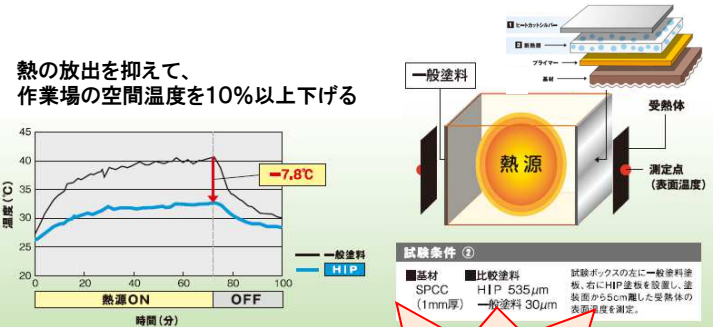 熱の放出を抑えて、
作業場の空間温度を10%以上下げる
45
40
35
30
25
20
温度(℃)
-7.8℃
0
20
40
60
80
100
熱源ON
OFF
時間(分)
一般塗料
HIP
1 ヒートカットシルバー
2 断熱層
プライマー
基材
一般塗料
熱源
受熱体
測定点
(表面温度)
試験条件 ②
■基材
SPCC
(1mm厚)
■比較塗料
HIP 535μm
一般塗料 30μm
試験ボックスの左に一般塗料塗
板、右にHIP塗板を設置し、塗
装面から5cm離した受熱体の
表面温度を測定。